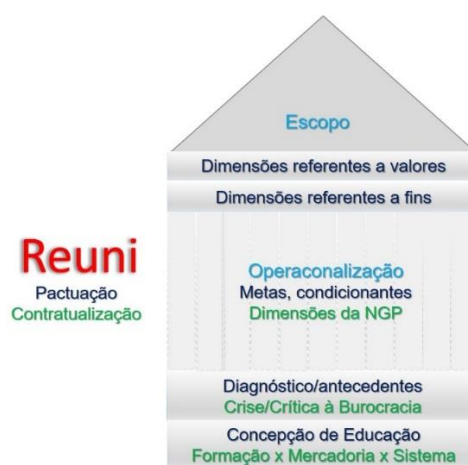 Escopo
Dimensões referentes a valores
Dimensões referentes a fins
Reuni
Pactuação
Contratualização
Operaconalização
Metas, condicionantes
Dimensões da NGP
Diagnóstico/antecedentes
Crise/Crítica à Burocracia
Concepção de Educação
Formação x Mercadoria x Sistema